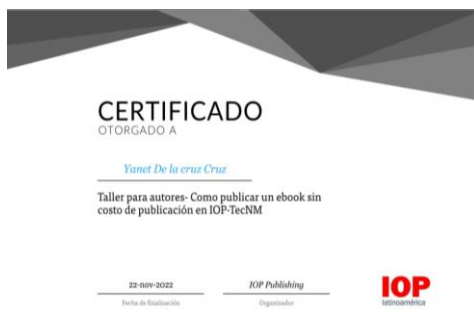 CERTIFICADO
OTORGADO A
Yanet De la cruz Cruz
Taller para autores- Como publicar un ebook sin
costo de publicación en IOP-TecNM
22-nov-2022
IOP Publishing
Fecha de finalización
Organizador
IOP
latinoamérica